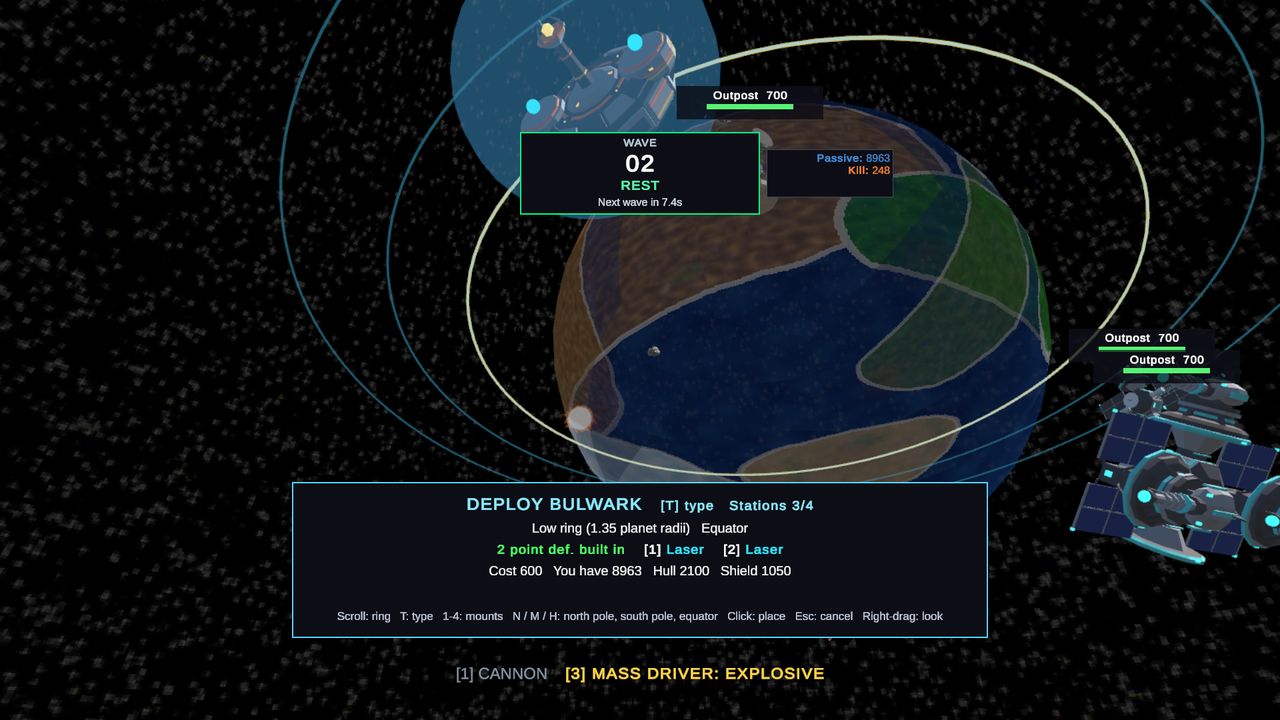 Outpost 700
WAVE
02
REST
Next wave in 7.4s
Passive: 8963
Kill: 248
Outpost 700
Outpost 700
DEPLOY BULWARK [T] type Stations 3/4
Low ring (1.35 planet radii) Equator
2 point def. built in [1] Laser [2] Laser
Cost 600 You have 8963 Hull 2100 Shield 1050
Scroll: ring T: type 1-4: mounts N / M / H: north pole, south pole, equator Click: place Esc: cancel Right-drag: look
[1] CANNON [3] MASS DRIVER: EXPLOSIVE